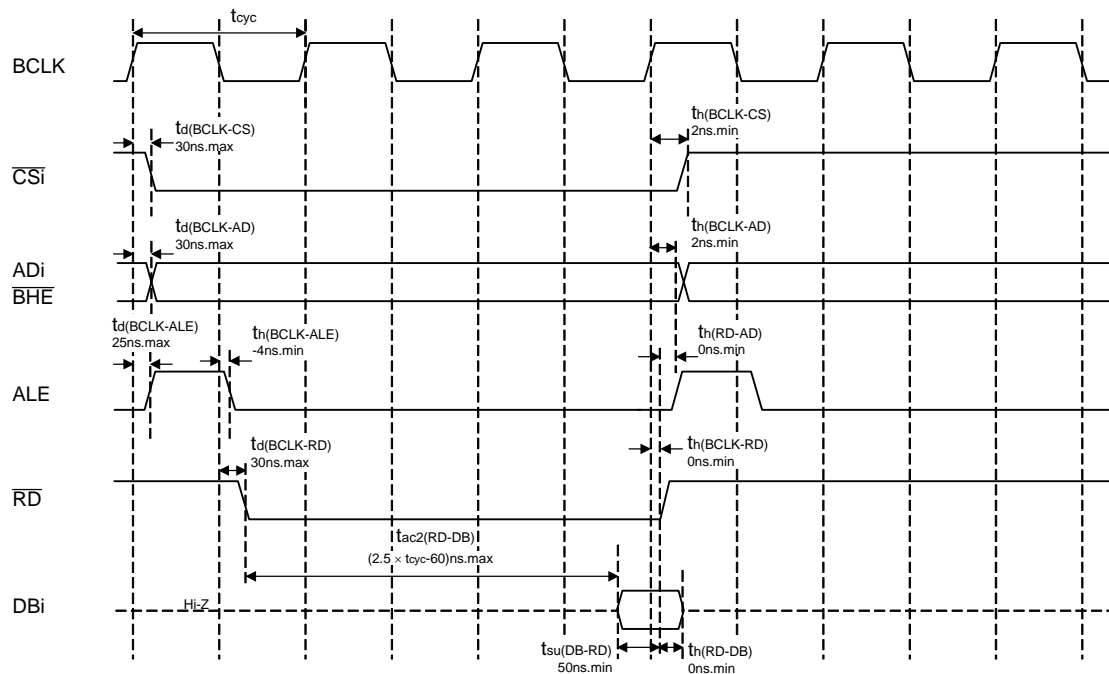 tcyc
BCLK
td(BCLK-CS)
30ns.max
th(BCLK-CS)
2ns.min
CSi
td(BCLK-AD)
30ns.max
th(BCLK-AD)
2ns.min
ADi
BHE
td(BCLK-ALE)
25ns.max
th(BCLK-ALE)
-4ns.min
th(RD-AD)
0ns.min
ALE
td(BCLK-RD)
30ns.max
th(BCLK-RD)
0ns.min
RD
tac2(RD-DB)
(2.5 × tcyc-60)ns.max
DBi
Hi-Z
tsu(DB-RD)
50ns.min
th(RD-DB)
0ns.min